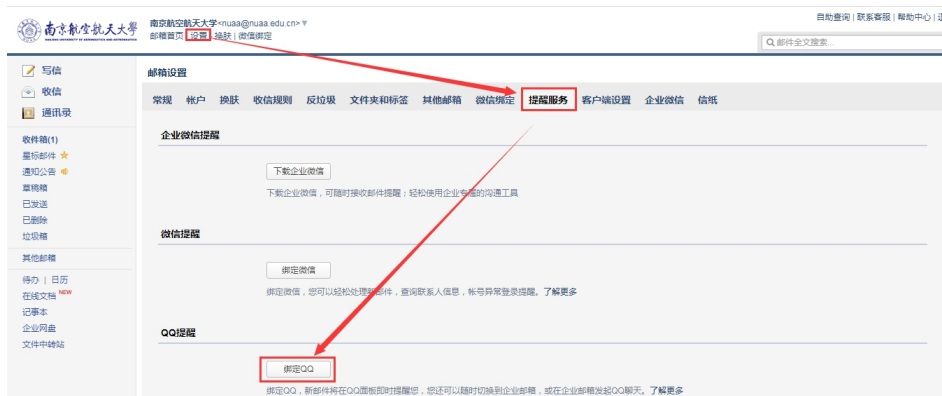 南京航空航天大学
南京航空航天大学<nuaa@nuaa.edu.cn>
邮箱首页 | 设置 | 换肤 | 微信绑定
自助查询 | 联系客服 | 帮助中心 |
邮件全文搜索...
写信
收信
通讯录
收件箱(1)
星标邮件
通知公告
草稿箱
已发送
已删除
垃圾箱
其他邮箱
待办 | 日历
在线文档 NEW
记事本
企业网盘
文件中转站
邮箱设置
常规 帐户 换肤 收信规则 反垃圾 文件夹和标签 其他邮箱 微信绑定 提醒服务 客户端设置 企业微信 信纸
企业微信提醒
下载企业微信
下载企业微信，可随时接收邮件提醒；轻松使用企业专属的沟通工具
微信提醒
绑定微信
绑定微信，您可以轻松处理新邮件，查询联系人信息，帐号异常登录提醒。了解更多
QQ提醒
绑定QQ
绑定QQ，新邮件将在QQ面板即时提醒您，您还可以随时切换到企业邮箱，或在企业邮箱发起QQ聊天。了解更多